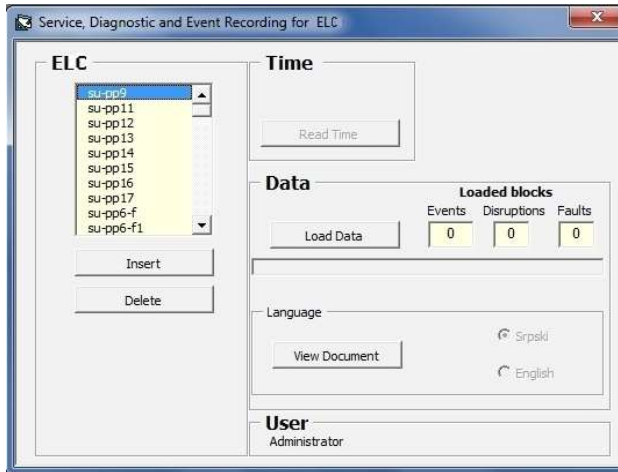 Service, Diagnostic and Event Recording for ELC
ELC
su-pp9
su-pp11
su-pp12
su-pp13
su-pp14
su-pp15
su-pp16
su-pp17
su-pp6-f
su-pp6-f1
Insert
Delete
Time
Read Time
Data
Loaded blocks
Events Disruptions Faults
Load Data 0 0 0
Language
View Document
Srpski
English
User
Administrator